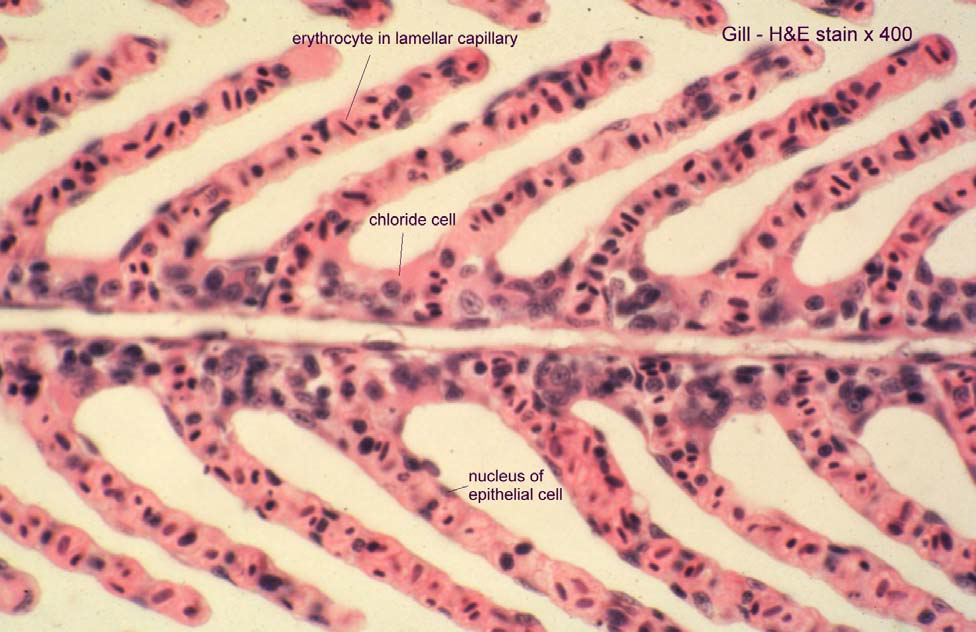 erythrocyte in lamellar capillary
Gill - H&E stain x 400
chloride cell
nucleus of
epithelial cell